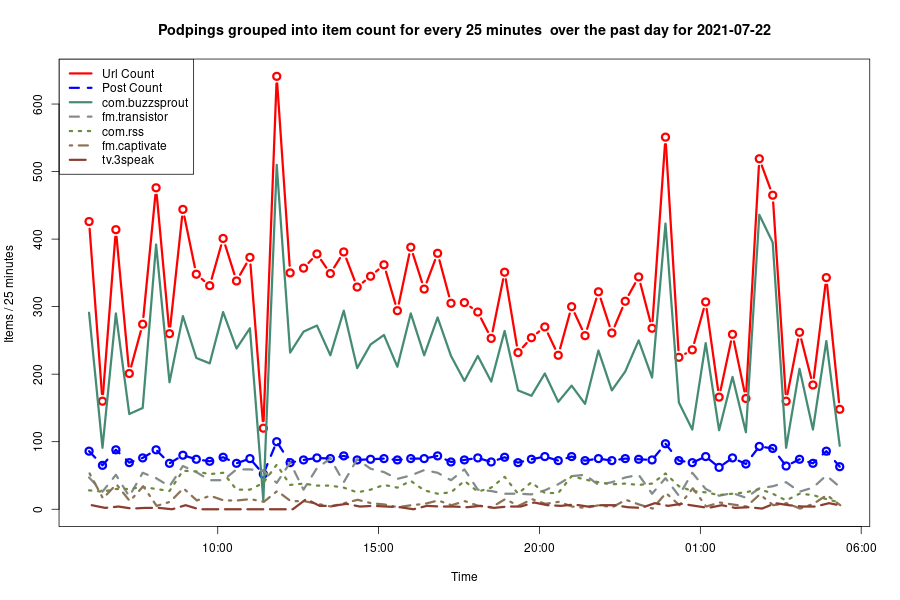 Podpings grouped into item count for every 25 minutes  over the past day for 2021-07-22
Url Count
Post Count
com.buzzsprout
fm.transistor
com.rss
fm.captivate
tv.3speak
Items / 25 minutes
600
500
400
300
200
100
0
10:00
15:00
20:00
01:00
06:00
Time